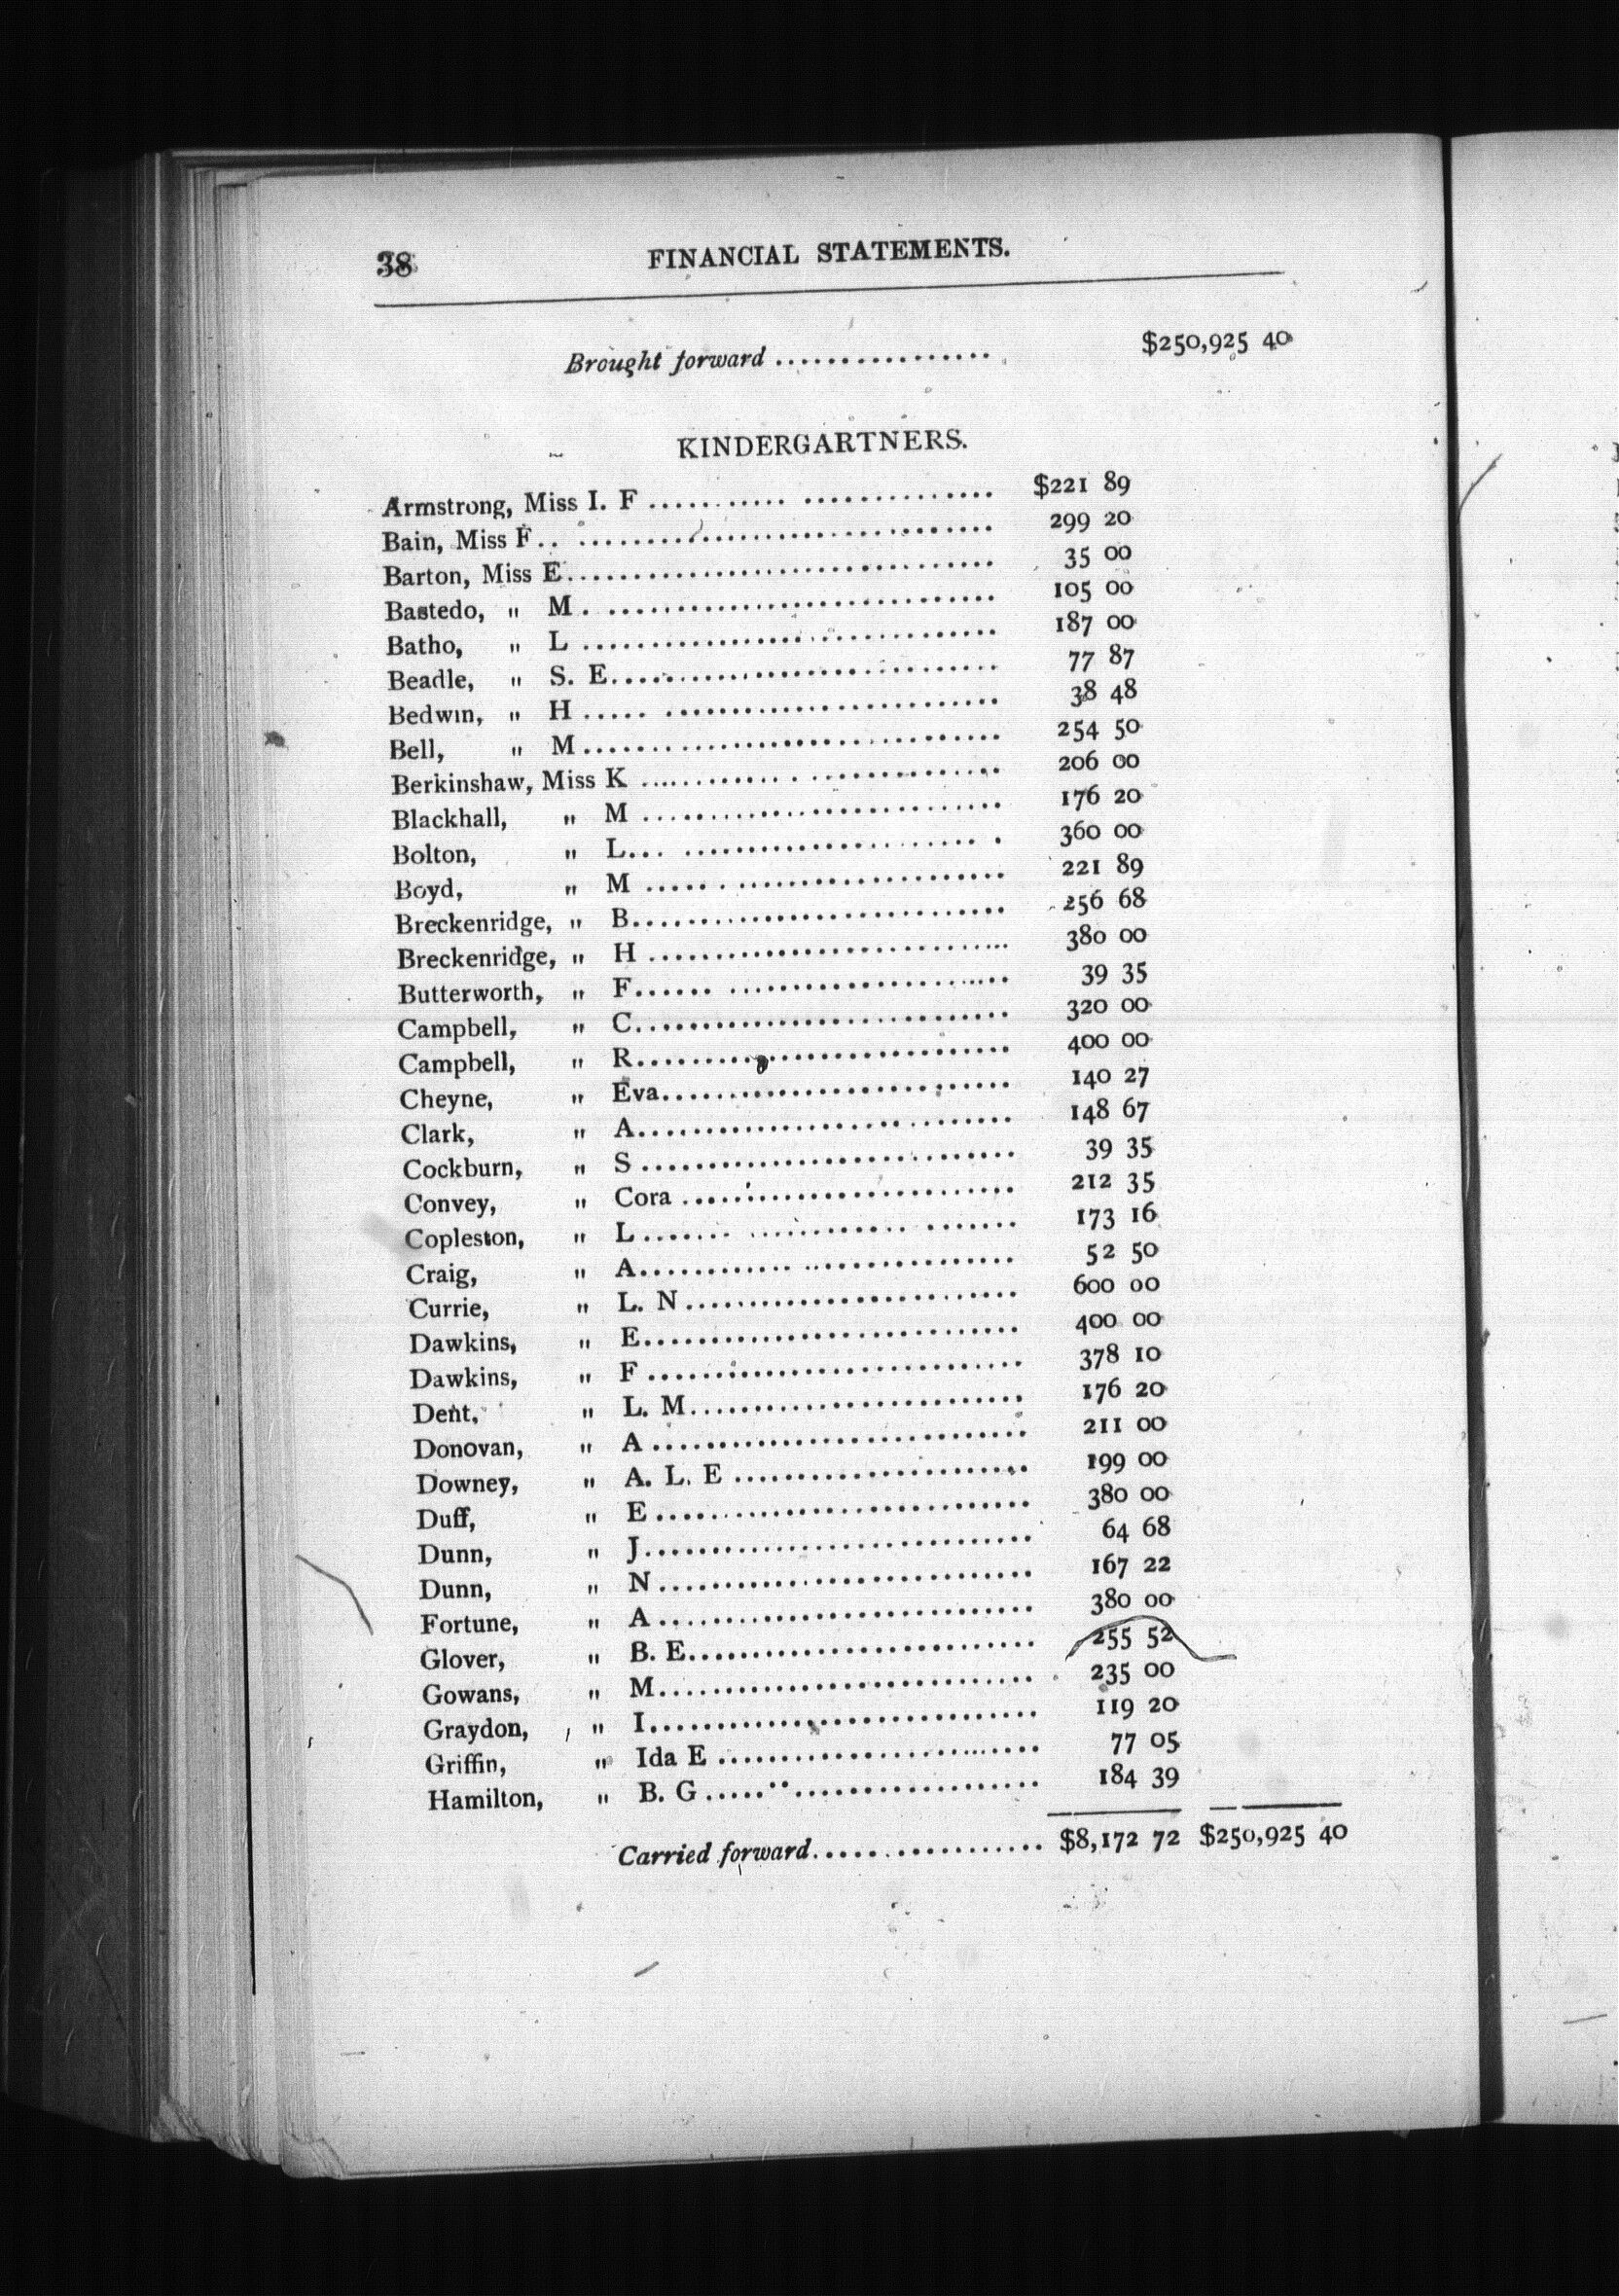 38 FINANCIAL STATEMENTS.
Brought forward ................ $250,925 40
KINDERGARTNERS.
Armstrong, Miss I. F ........................ $221 89
Bain, Miss F.. ........................ 299 20
Barton, Miss E........................ 35 00
Bastedo, " M. ........................ 105 00
Batho, " L ........................ 187 00
Beadle, " S. E........................ 77 87
Bedwin, " H ........................ 38 48
Bell, " M........................ 254 50
Berkinshaw, Miss K ........................ 206 00
Blackhall, " M ........................ 176 20
Bolton, " L... ........................ 360 00
Boyd, " M ........................ 221 89
Breckenridge, " B........................ 256 68
Breckenridge, " H ........................ 380 00
Butterworth, " F........................ 39 35
Campbell, " C........................ 320 00
Campbell, " R........................ 400 00
Cheyne, " Eva........................ 140 27
Clark, " A........................ 148 67
Cockburn, " S ........................ 39 35
Convey, " Cora ........................ 212 35
Copleston, " L........................ 173 16
Craig, " A........................ 52 50
Currie, " L. N........................ 600 00
Dawkins, " E........................ 400 00
Dawkins, " F ........................ 378 10
Dent, " L. M........................ 176 20
Donovan, " A ........................ 211 00
Downey, " A. L. E ........................ 199 00
Duff, " E ........................ 380 00
Dunn, " J........................ 64 68
Dunn, " N........................ 167 22
Fortune, " A........................ 380 00
Glover, " B. E........................ 255 52
Gowans, " M........................ 235 00
Graydon, " I........................ 119 20
Griffin, " Ida E ........................ 77 05
Hamilton, " B. G........................ 184 39
Carried forward.................. $8,172 72 $250,925 40